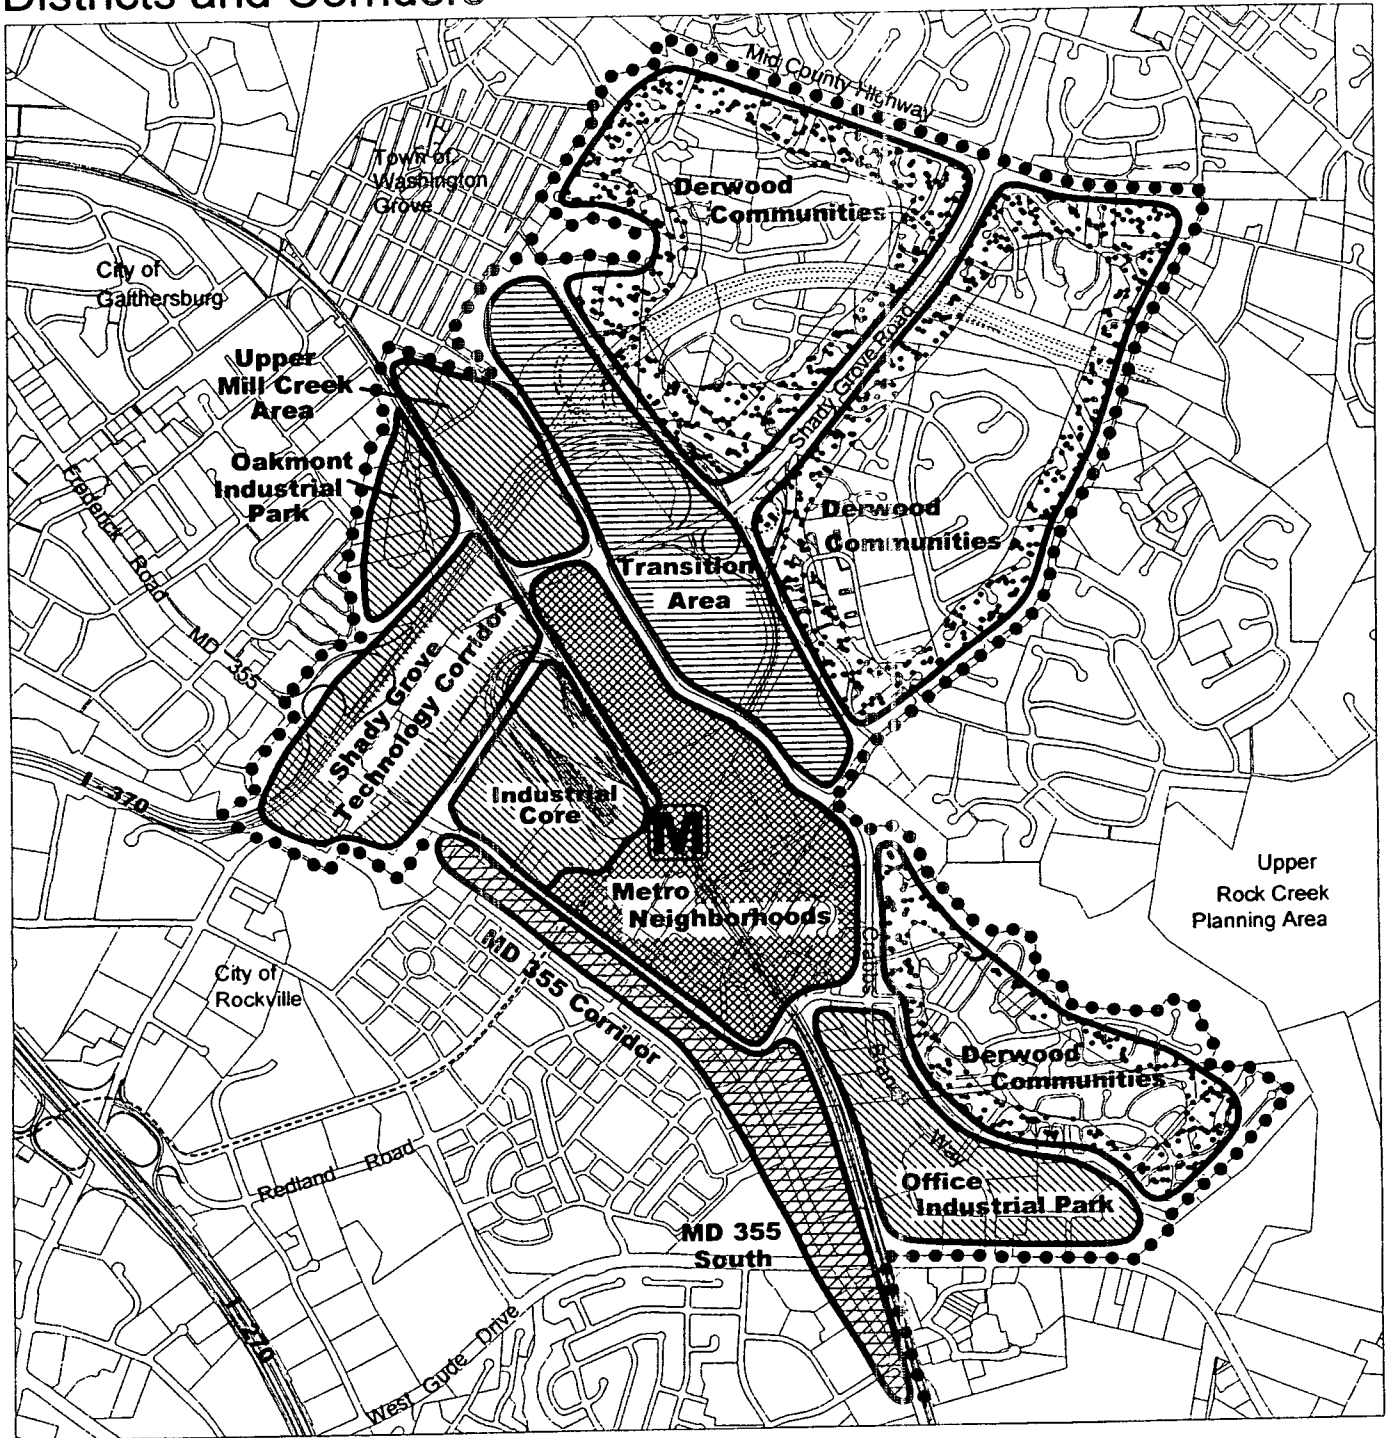 Districts and Corridors
Mid County Highway
Town of
Washington
Grove
Derwood
Communities
City of
Gaithersburg
Upper
Mill Creek
Area
Shady Grove Road
Oakmont
Industrial
Park
Frederick Road
MD 355
Derwood
Communities
Transition
Area
Shady Grove
Technology Corridor
I-370
Industrial
Core
M
Metro
Neighborhoods
Upper
Rock Creek
Planning Area
MD 355 Corridor
City of
Rockville
Crabbs
Branch
Way
Derwood
Communities
Redland Road
Office
Industrial Park
MD 355
South
I-270
West Gude Drive